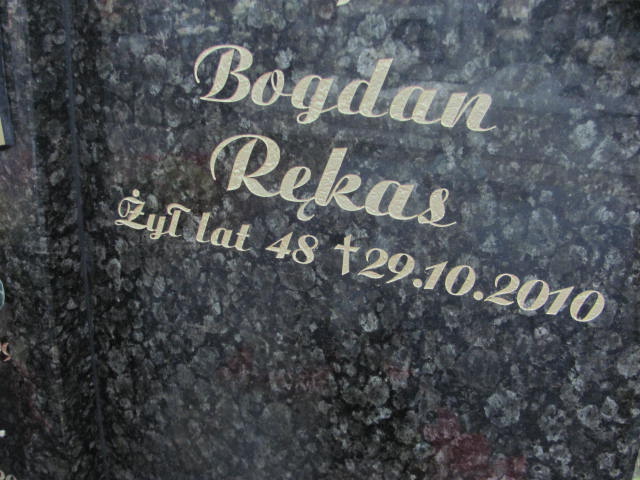 Bogdan
Rękas
Żył lat 48 ✝29.10.2010